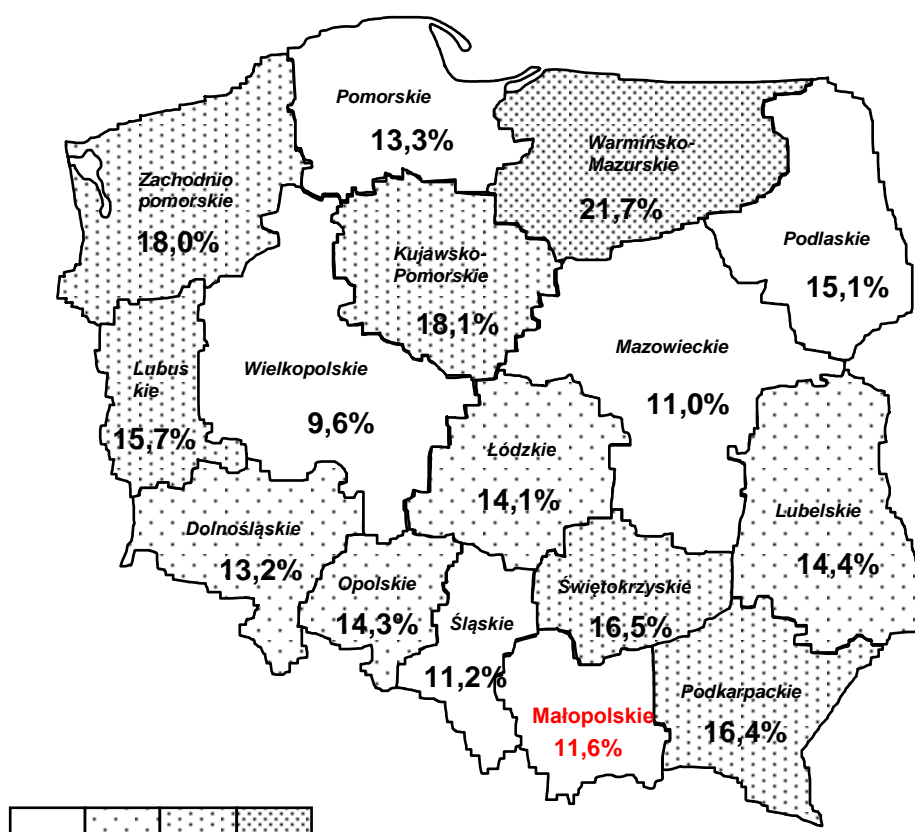 Pomorskie
13,3%
Warmińsko-
Mazurskie
21,7%
Zachodnio
pomorskie
18,0%
Kujawsko-
Pomorskie
18,1%
Podlaskie
15,1%
Mazowieckie
11,0%
Lubus
kie
15,7%
Wielkopolskie
9,6%
Łódzkie
14,1%
Lubelskie
14,4%
Dolnośląskie
13,2%
Opolskie
14,3%
Śląskie
11,2%
Świętokrzyskie
16,5%
Małopolskie
11,6%
Podkarpackie
16,4%